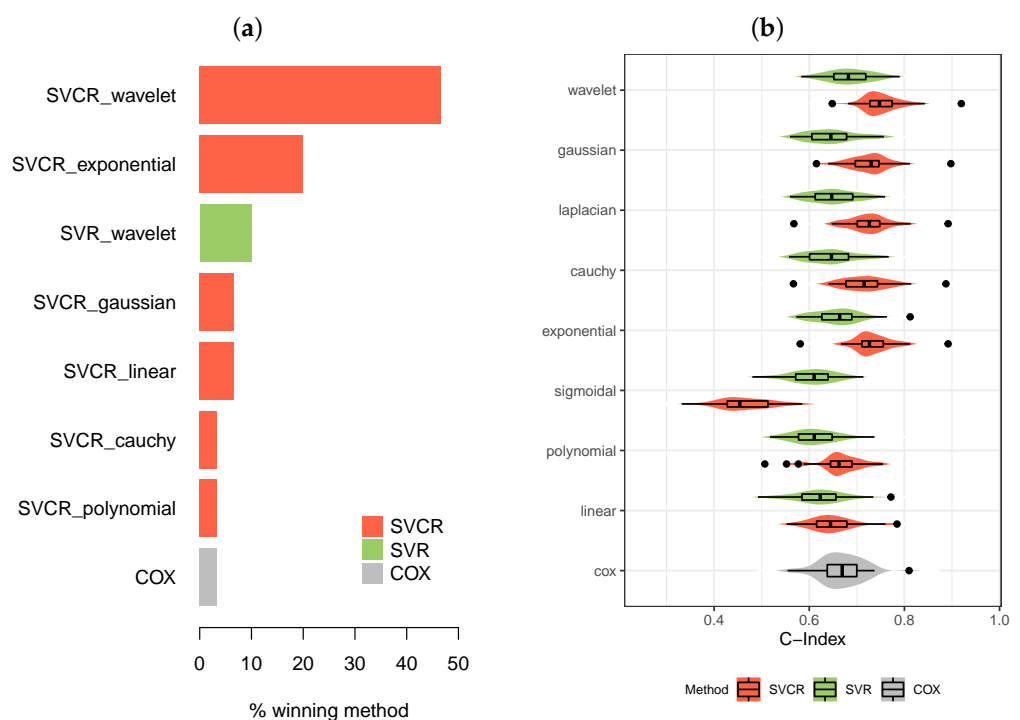 (a)
SVCR_wavelet
SVCR_exponential
SVR_wavelet
SVCR_gaussian
SVCR_linear
SVCR_cauchy
SVCR_polynomial
COX
SVCR
SVR
COX
0 10 20 30 40 50
% winning method
(b)
wavelet
gaussian
laplacian
cauchy
exponential
sigmoidal
polynomial
linear
cox
0.4 0.6 0.8 1.0
C−Index
Method SVCR SVR COX